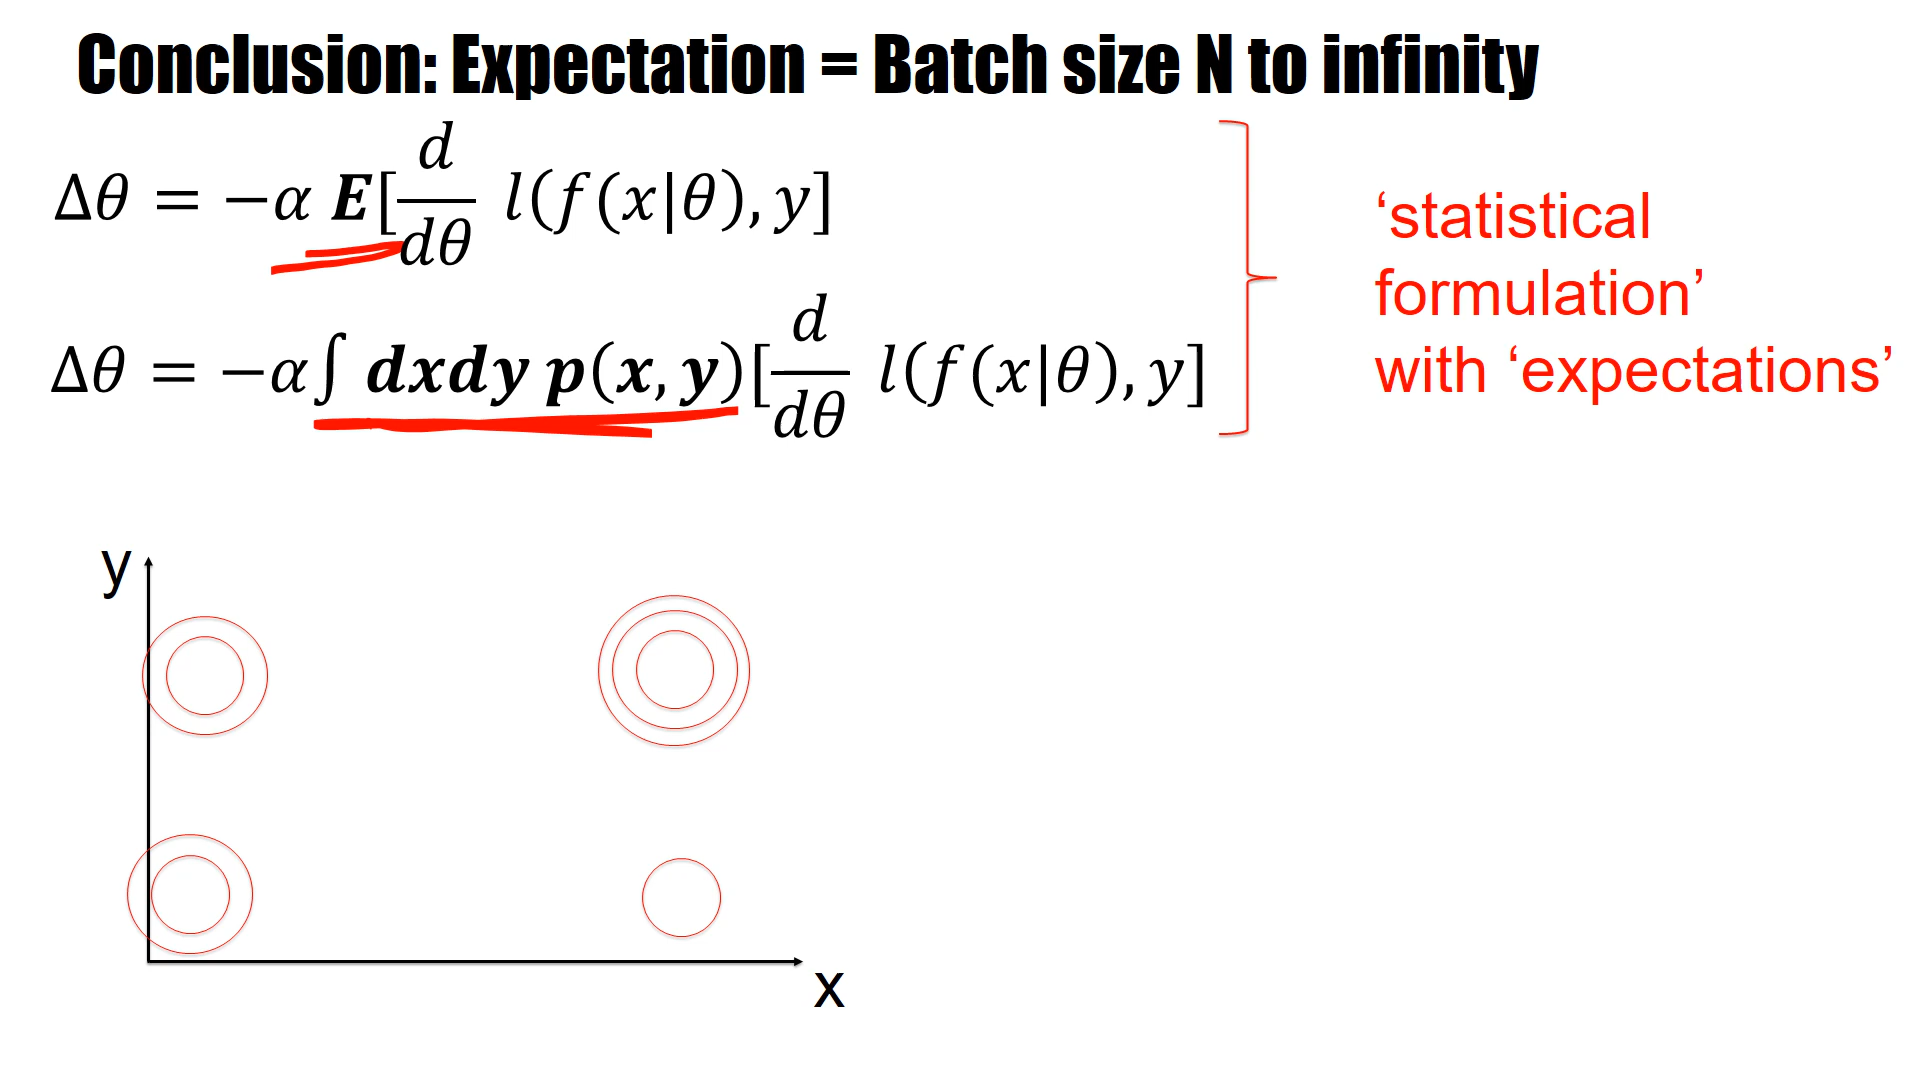 Conclusion: Expectation = Batch size N to infinity
Δθ = −α E[d/dθ l(f(x|θ), y]
Δθ = −α∫ dxdy p(x, y)[d/dθ l(f(x|θ), y]
‘statistical
formulation’
with ‘expectations’
y
x